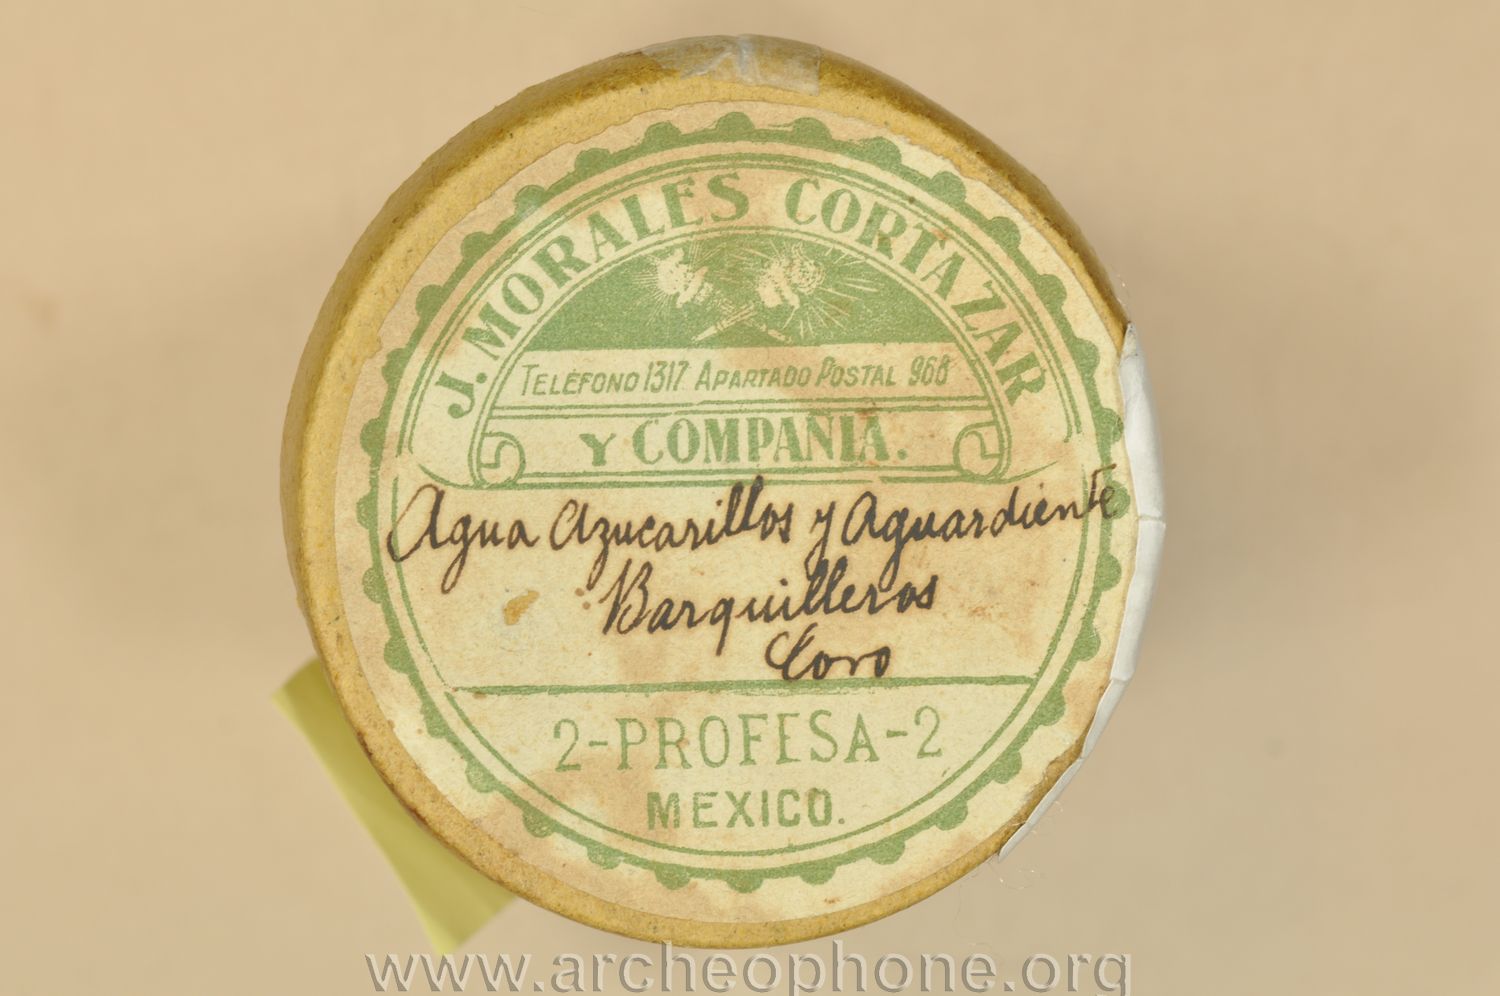 J. MORALES CORTAZAR
TELÉFONO 1317 APARTADO POSTAL 968
Y COMPAÑIA.
Agua Azucarillos y Aguardiente
Barquilleros
Coro
2-PROFESA-2
MEXICO.
www.archeophone.org